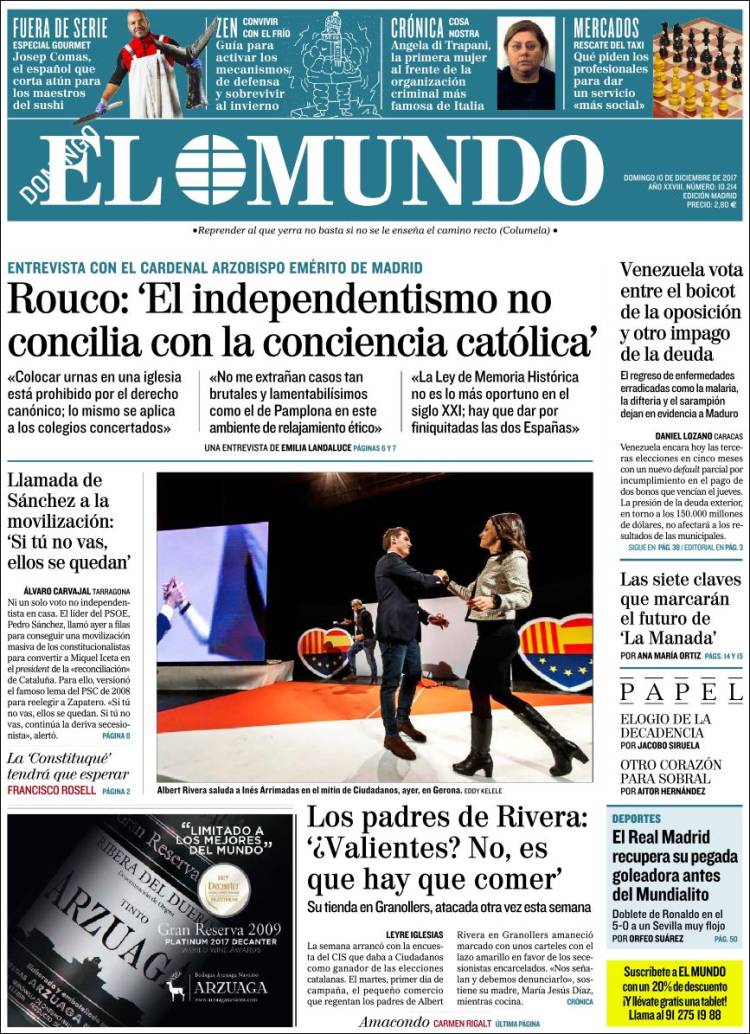 FUERA DE SERIE
ESPECIAL GOURMET
Josep Comas,
el español que
corta atún para
los maestros
del sushi
ZEN CONVIVIR
CON EL FRÍO
Guía para
activar los
mecanismos
de defensa
y sobrevivir
al invierno
CRÓNICA COSA
NOSTRA
Angela di Trapani,
la primera mujer
al frente de la
organización
criminal más
famosa de Italia
MERCADOS
RESCATE DEL TAXI
Qué piden los
profesionales
para dar
un servicio
«más social»
DOMINGO
EL MUNDO
DOMINGO 10 DE DICIEMBRE DE 2017
AÑO XXVIII. NÚMERO: 10.214
EDICIÓN MADRID
PRECIO: 2,80 €
•Reprender al que yerra no basta si no se le enseña el camino recto (Columela) •
ENTREVISTA CON EL CARDENAL ARZOBISPO EMÉRITO DE MADRID
Rouco: ‘El independentismo no
concilia con la conciencia católica’
«Colocar urnas en una iglesia
está prohibido por el derecho
canónico; lo mismo se aplica
a los colegios concertados»
«No me extrañan casos tan
brutales y lamentabilísimos
como el de Pamplona en este
ambiente de relajamiento ético»
«La Ley de Memoria Histórica
no es lo más oportuno en el
siglo XXI; hay que dar por
finiquitadas las dos Españas»
UNA ENTREVISTA DE EMILIA LANDALUCE PÁGINAS 6 Y 7
Llamada de
Sánchez a la
movilización:
‘Si tú no vas,
ellos se quedan’
ÁLVARO CARVAJAL TARRAGONA
Ni un solo voto no independen-
tista en casa. El líder del PSOE,
Pedro Sánchez, llamó ayer a filas
para conseguir una movilización
masiva de los constitucionalistas
para convertir a Miquel Iceta en
el president de la «reconciliación»
de Cataluña. Para ello, versionó
el famoso lema del PSC de 2008
para reelegir a Zapatero. «Si tú
no vas, ellos se quedan. Si tú no
vas, continúa la deriva secesio-
nista», alertó. PÁGINA 8
La ‘Constituqué’
tendrá que esperar
FRANCISCO ROSELL PÁGINA 2
Albert Rivera saluda a Inés Arrimadas en el mitin de Ciudadanos, ayer, en Gerona. EDDY KELELE
Venezuela vota
entre el boicot
de la oposición
y otro impago
de la deuda
El regreso de enfermedades
erradicadas como la malaria,
la difteria y el sarampión
dejan en evidencia a Maduro
DANIEL LOZANO CARACAS
Venezuela encara hoy las terce-
ras elecciones en cinco meses
con un nuevo default parcial por
incumplimiento en el pago de
dos bonos que vencían el jueves.
La presión de la deuda exterior,
en torno a los 150.000 millones
de dólares, no afectará a los re-
sultados de las municipales.
SIGUE EN PÁG. 38 / EDITORIAL EN PÁG. 3
Las siete claves
que marcarán
el futuro de
‘La Manada’
POR ANA MARÍA ORTIZ PÁGS. 14 Y 15
PAPEL
ELOGIO DE LA
DECADENCIA
POR JACOBO SIRUELA
OTRO CORAZÓN
PARA SOBRAL
POR AITOR HERNÁNDEZ
DEPORTES
El Real Madrid
recupera su pegada
goleadora antes
del Mundialito
Doblete de Ronaldo en el
5-0 a un Sevilla muy flojo
POR ORFEO SUÁREZ PÁG. 50
Suscríbete a EL MUNDO
con un 20% de descuento
¡Y llévate gratis una tablet!
Llama al 91 275 19 88
Los padres de Rivera:
‘¿Valientes? No, es
que hay que comer’
Su tienda en Granollers, atacada otra vez esta semana
LEYRE IGLESIAS
La semana arrancó con la encues-
ta del CIS que daba a Ciudadanos
como ganador de las elecciones
catalanas. El martes, primer día de
campaña, el pequeño comercio
que regentan los padres de Albert
Rivera en Granollers amaneció
marcado con unos carteles con el
lazo amarillo en favor de los sece-
sionistas encarcelados. «Nos seña-
lan y debemos denunciarlo», sos-
tiene su madre, María Jesús Díaz,
mientras cocina. CRÓNICA
Amacondo CARMEN RIGALT ÚLTIMA PÁGINA
“LIMITADO A
LOS MEJORES
DEL MUNDO”
2017
Decanter
PLATINUM
Gran Reserva 2009
PLATINUM 2017 DECANTER
WORLD WINE AWARDS
Bodegas Arzuaga Navarro
ARZUAGA
www.arzuaganavarro.com
Gran Reserva
RIBERA DEL DUERO
Denominación de Origen
TINTO
ARZUAGA
Embotellado